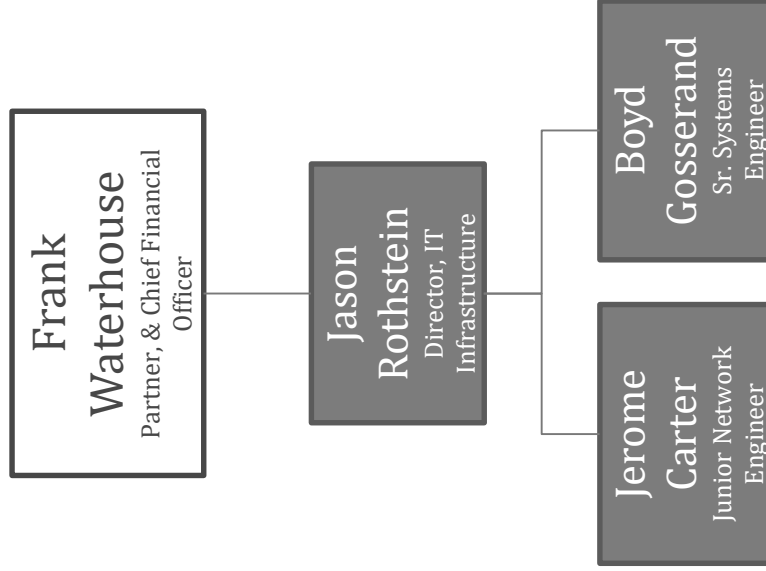 Frank
Waterhouse
Partner, & Chief Financial
Officer
Jason
Rothstein
Director, IT
Infrastructure
Jerome
Carter
Junior Network
Engineer
Boyd
Gosserand
Sr. Systems
Engineer